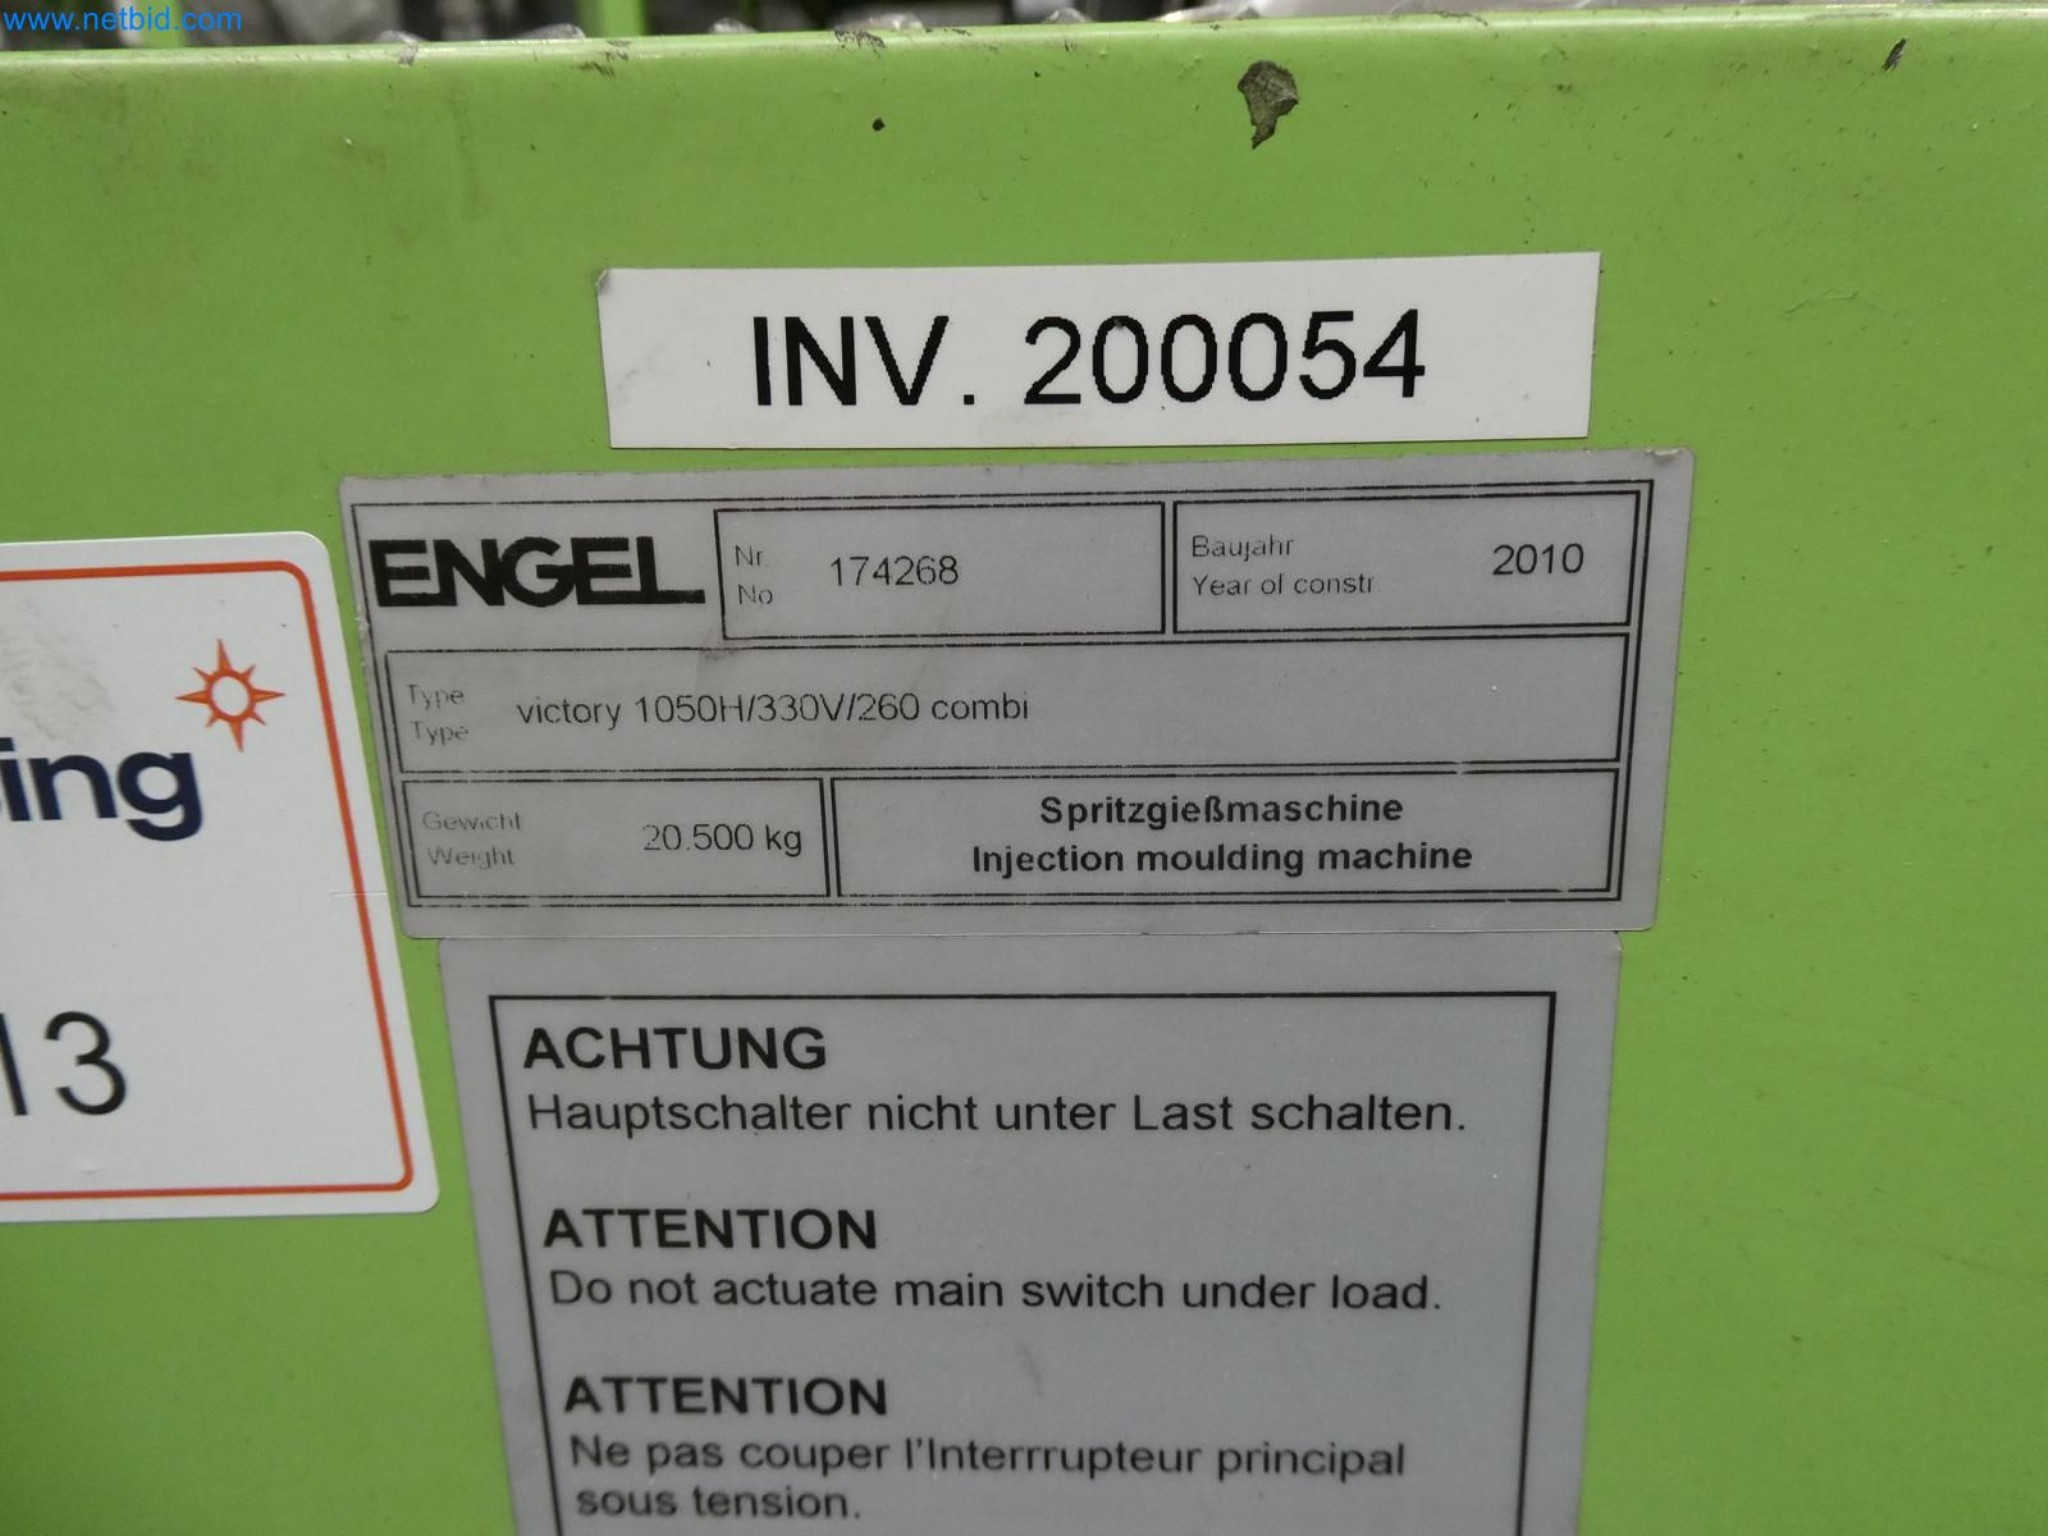 www.netbid.com
INV. 200054
ENGEL
Nr.
No
174268
Baujahr
Year of constr
2010
Type
Type
victory 1050H/330V/260 combi
Gewicht
Weight
20.500 kg
Spritzgießmaschine
Injection moulding machine
ing
13
ACHTUNG
Hauptschalter nicht unter Last schalten.
ATTENTION
Do not actuate main switch under load.
ATTENTION
Ne pas couper l'Interrrupteur principal
sous tension.